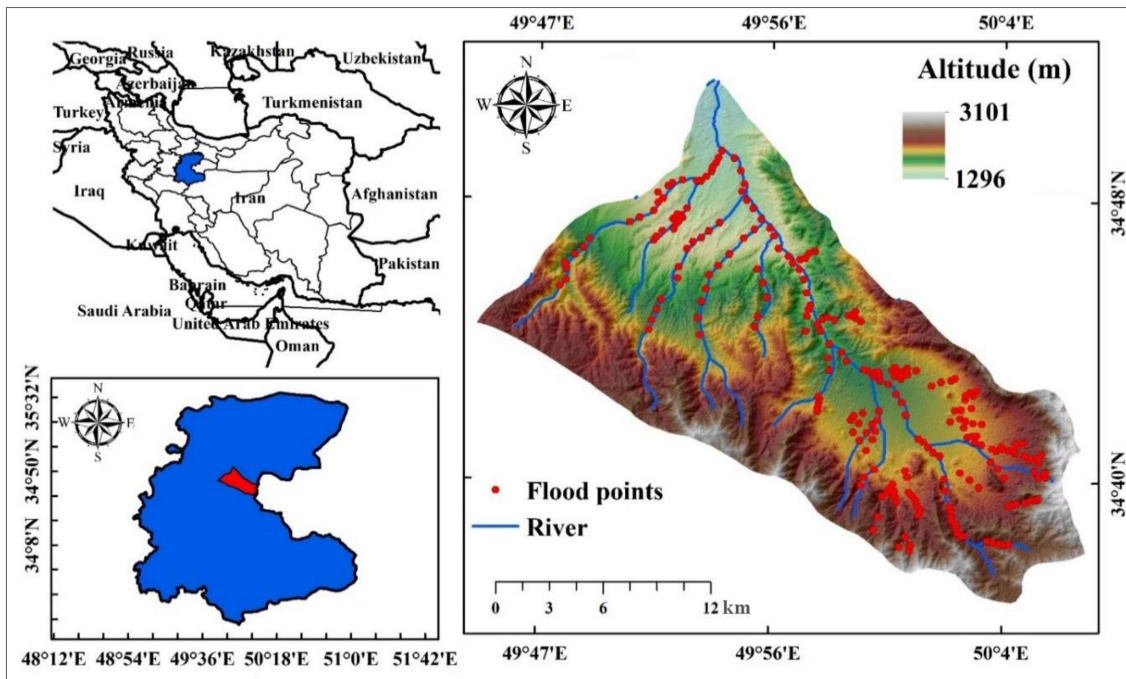 Georgia
Russia
Kazakhstan
Uzbekistan
Azerbaijan
Armenia
Turkey
Turkmenistan
Syria
Iraq
Iran
Afghanistan
Kuwait
Pakistan
Bahrain
Qatar
Saudi Arabia
United Arab Emirates
Oman
N
W E
S
35°32'N
34°50'N
34°8'N
48°12'E 48°54'E 49°36'E 50°18'E 51°0'E 51°42'E
49°47'E 49°56'E 50°4'E
N
W E
S
Altitude (m)
3101
1296
34°48'N
34°40'N
Flood points
River
0 3 6 9 12 km
49°47'E 49°56'E 50°4'E